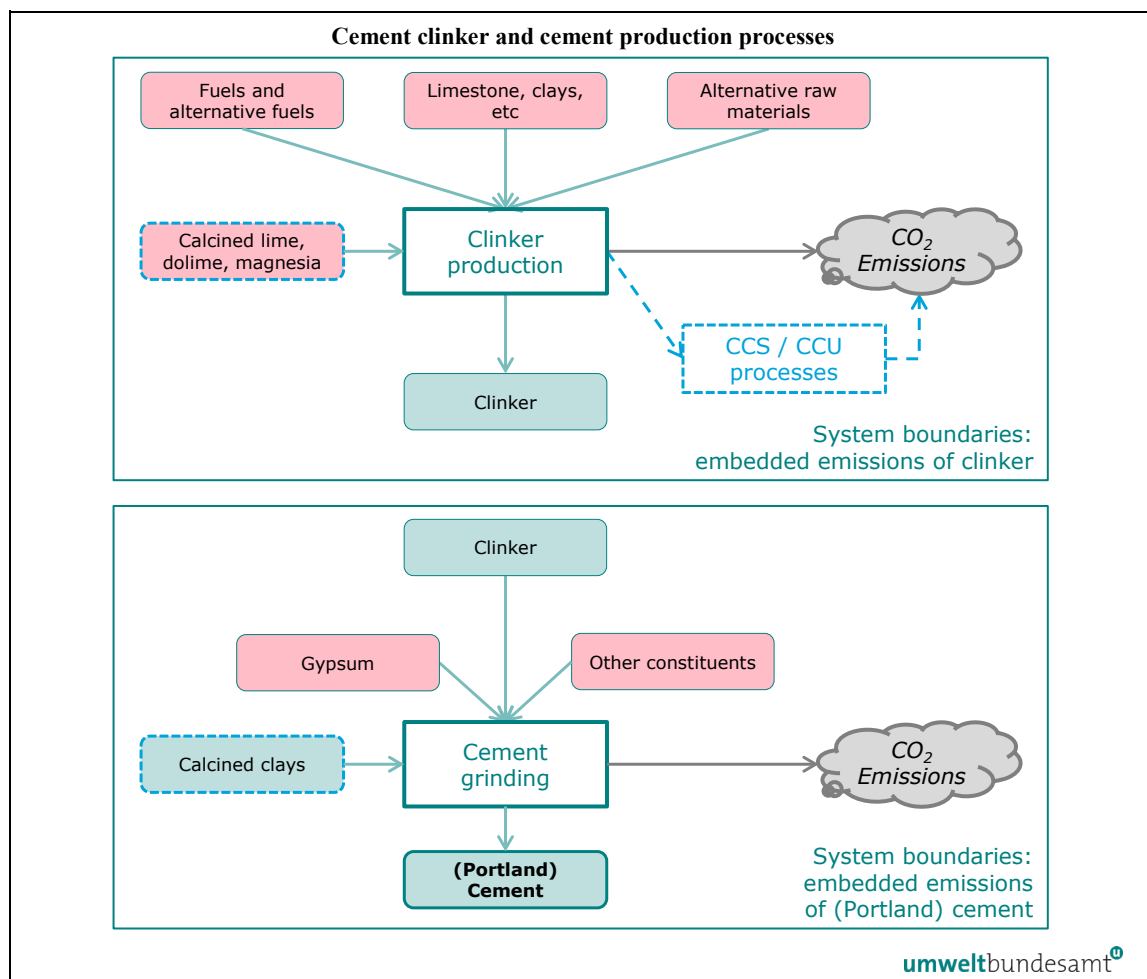 Cement clinker and cement production processes
Fuels and
alternative fuels
Limestone, clays,
etc
Alternative raw
materials
Calcined lime,
dolime, magnesia
Clinker
production
CO2
Emissions
CCS / CCU
processes
Clinker
System boundaries:
embedded emissions of clinker
Clinker
Gypsum
Other constituents
Calcined clays
Cement
grinding
CO2
Emissions
(Portland)
Cement
System boundaries:
embedded emissions
of (Portland) cement
umweltbundesamt u